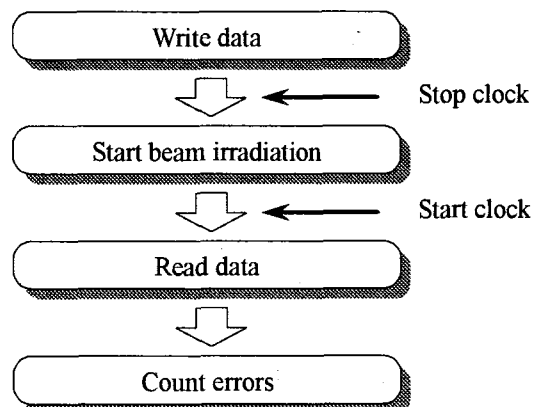 Write data
Stop clock
Start beam irradiation
Start clock
Read data
Count errors